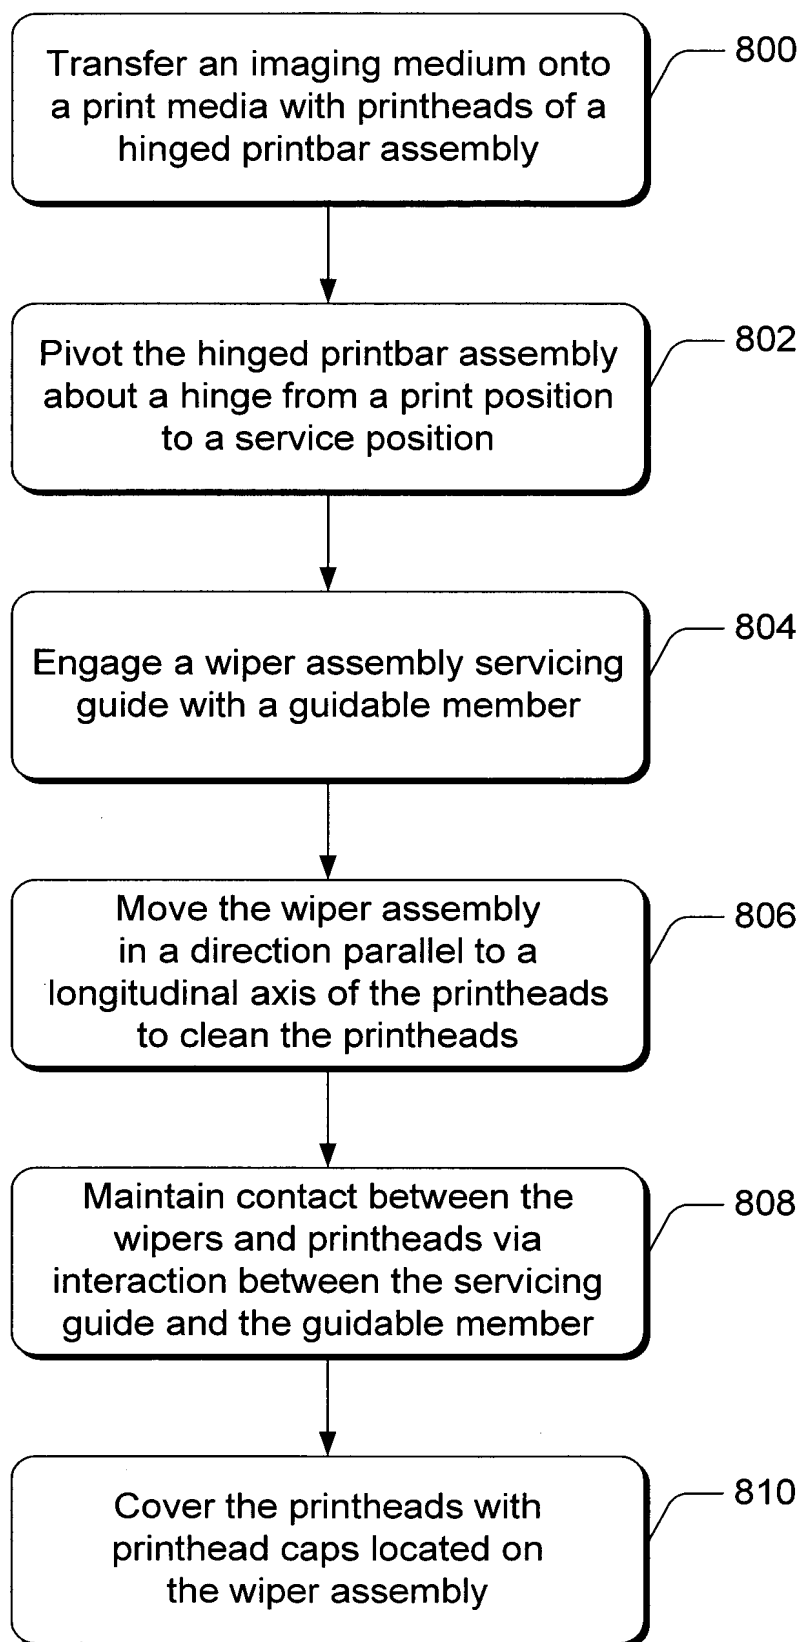 Transfer an imaging medium onto
a print media with printheads of a
hinged printbar assembly
800
Pivot the hinged printbar assembly
about a hinge from a print position
to a service position
802
Engage a wiper assembly servicing
guide with a guidable member
804
Move the wiper assembly
in a direction parallel to a
longitudinal axis of the printheads
to clean the printheads
806
Maintain contact between the
wipers and printheads via
interaction between the servicing
guide and the guidable member
808
Cover the printheads with
printhead caps located on
the wiper assembly
810